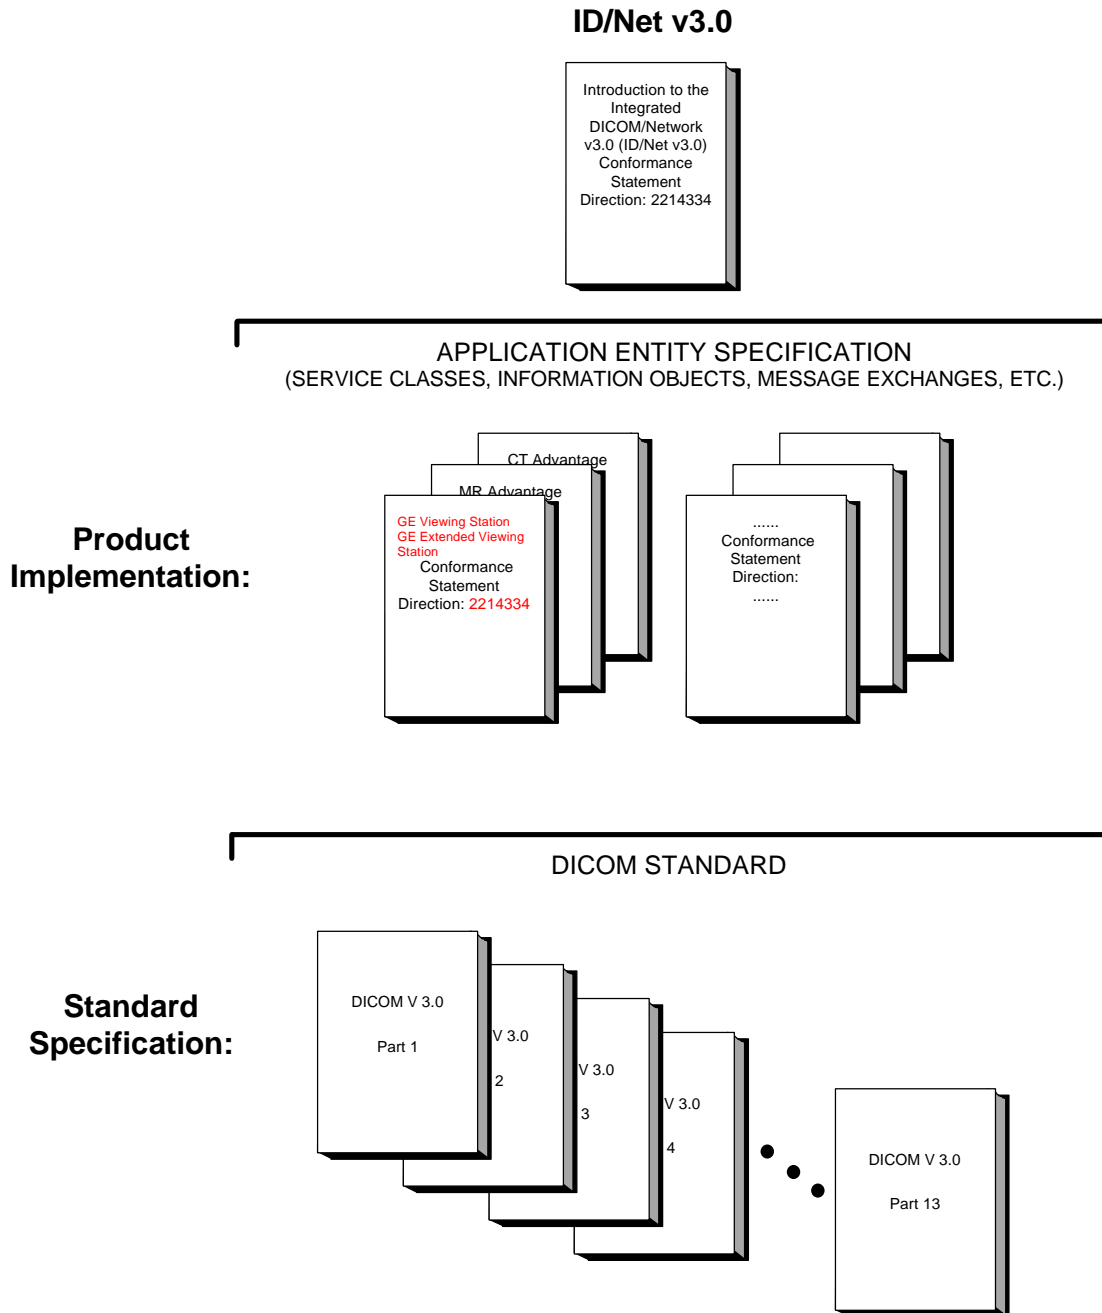 ID/Net v3.0
Introduction to the
Integrated
DICOM/Network
v3.0 (ID/Net v3.0)
Conformance
Statement
Direction: 2214334
APPLICATION ENTITY SPECIFICATION
(SERVICE CLASSES, INFORMATION OBJECTS, MESSAGE EXCHANGES, ETC.)
Product
Implementation:
CT Advantage
MR Advantage
GE Viewing Station
GE Extended Viewing
Station
Conformance
Statement
Direction: 2214334
......
Conformance
Statement
Direction:
......
DICOM STANDARD
Standard
Specification:
DICOM V 3.0
Part 1
V 3.0
2
V 3.0
3
V 3.0
4
DICOM V 3.0
Part 13